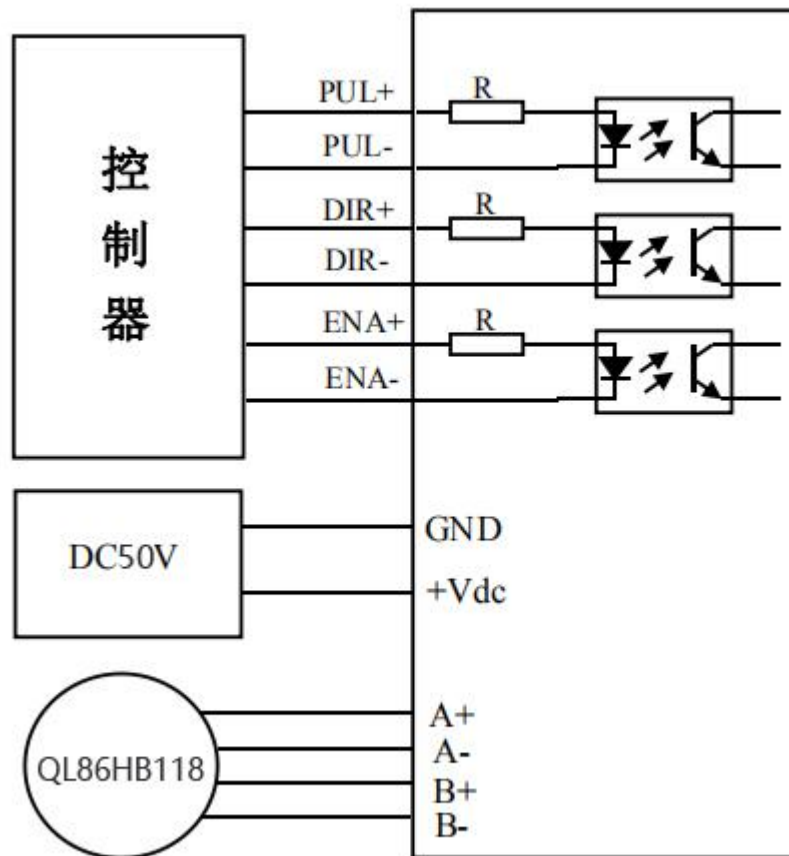 控制器
PUL+
R
PUL-
DIR+
R
DIR-
ENA+
R
ENA-
DC50V
GND
+Vdc
QL86HB118
A+
A-
B+
B-